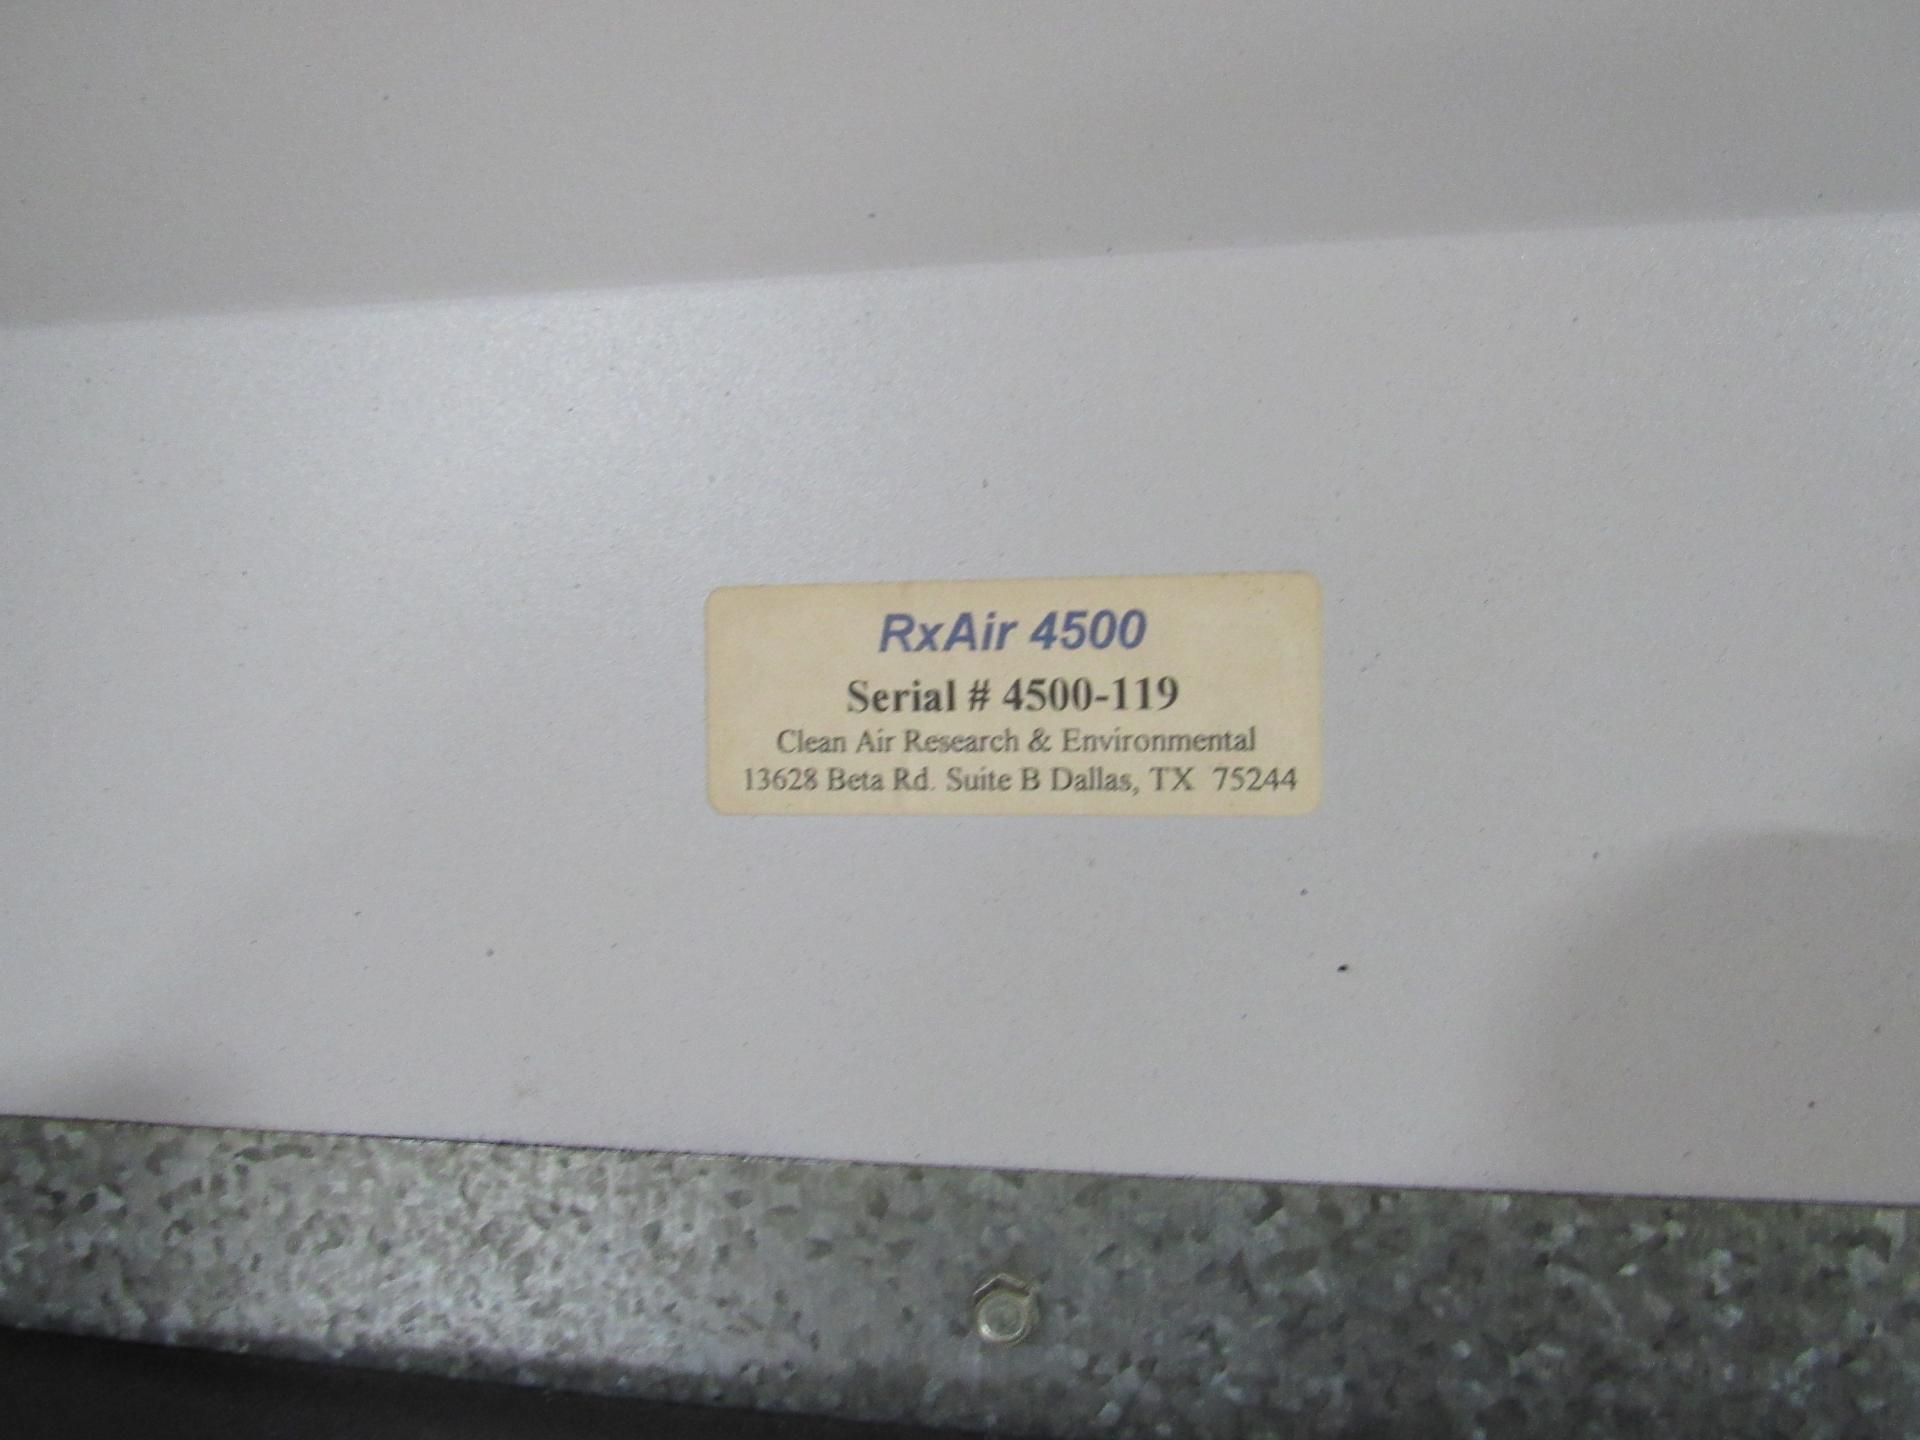 RxAir 4500
Serial # 4500-119
Clean Air Research & Environmental
13628 Beta Rd. Suite B Dallas, TX 75244